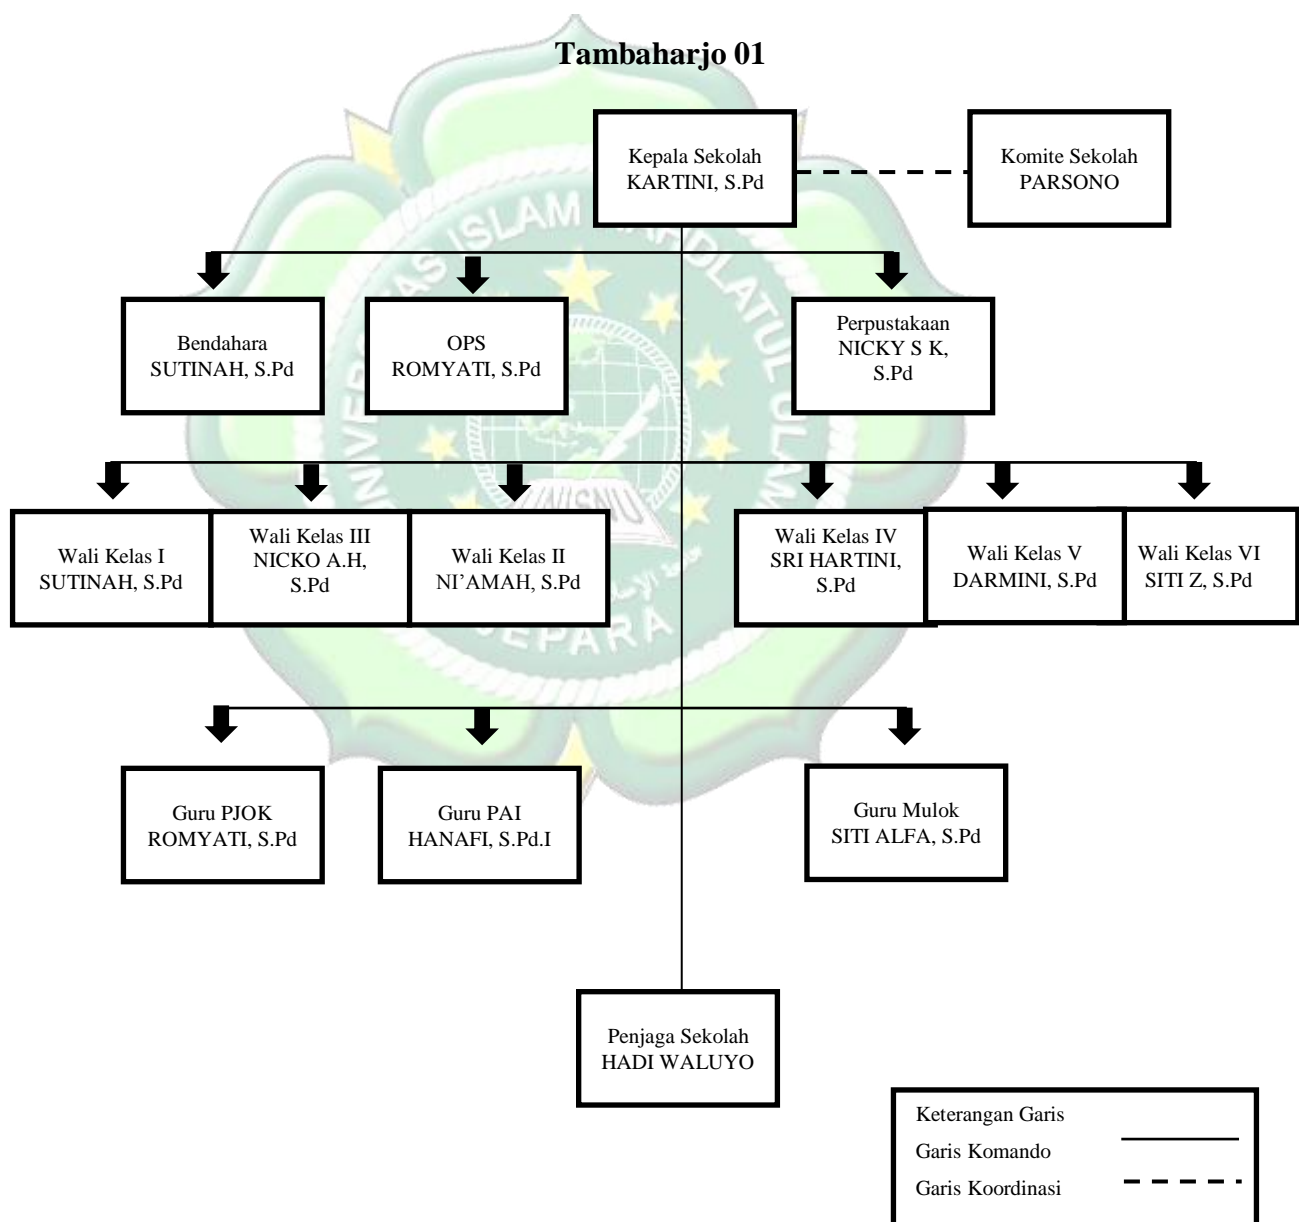 Tambaharjo 01
Kepala Sekolah
KARTINI, S.Pd
Komite Sekolah
PARSONO
Bendahara
SUTINAH, S.Pd
OPS
ROMYATI, S.Pd
Perpustakaan
NICKY S K,
S.Pd
Wali Kelas I
SUTINAH, S.Pd
Wali Kelas III
NICKO A.H,
S.Pd
Wali Kelas II
NI’AMAH, S.Pd
Wali Kelas IV
SRI HARTINI,
S.Pd
Wali Kelas V
DARMINI, S.Pd
Wali Kelas VI
SITI Z, S.Pd
Guru PJOK
ROMYATI, S.Pd
Guru PAI
HANAFI, S.Pd.I
Guru Mulok
SITI ALFA, S.Pd
Penjaga Sekolah
HADI WALUYO
Keterangan Garis
Garis Komando
Garis Koordinasi
UNISNU